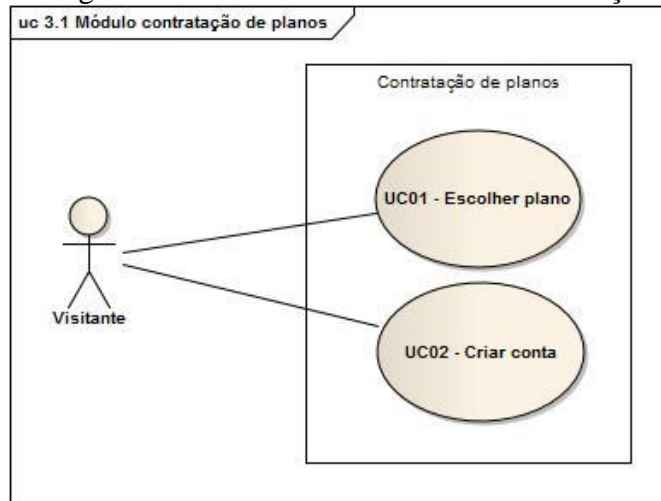 uc 3.1 Módulo contratação de planos
Contratação de planos
UC01 - Escolher plano
Visitante
UC02 - Criar conta